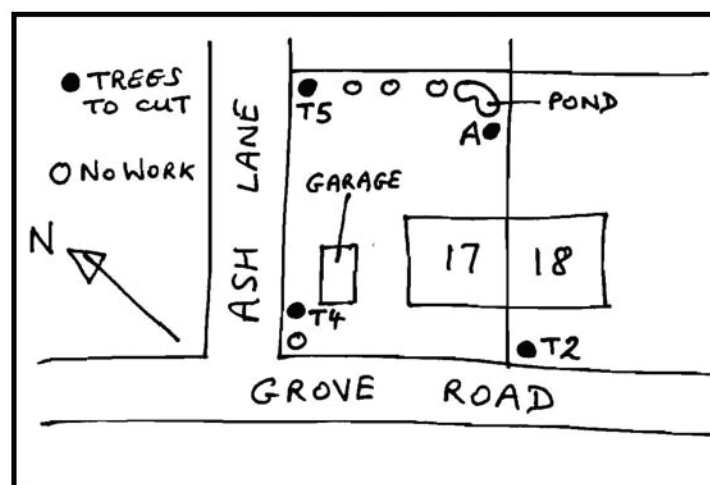 TREES
TO CUT
NO WORK
N
ASH LANE
T5
POND
A
GARAGE
17
18
T4
T2
GROVE ROAD